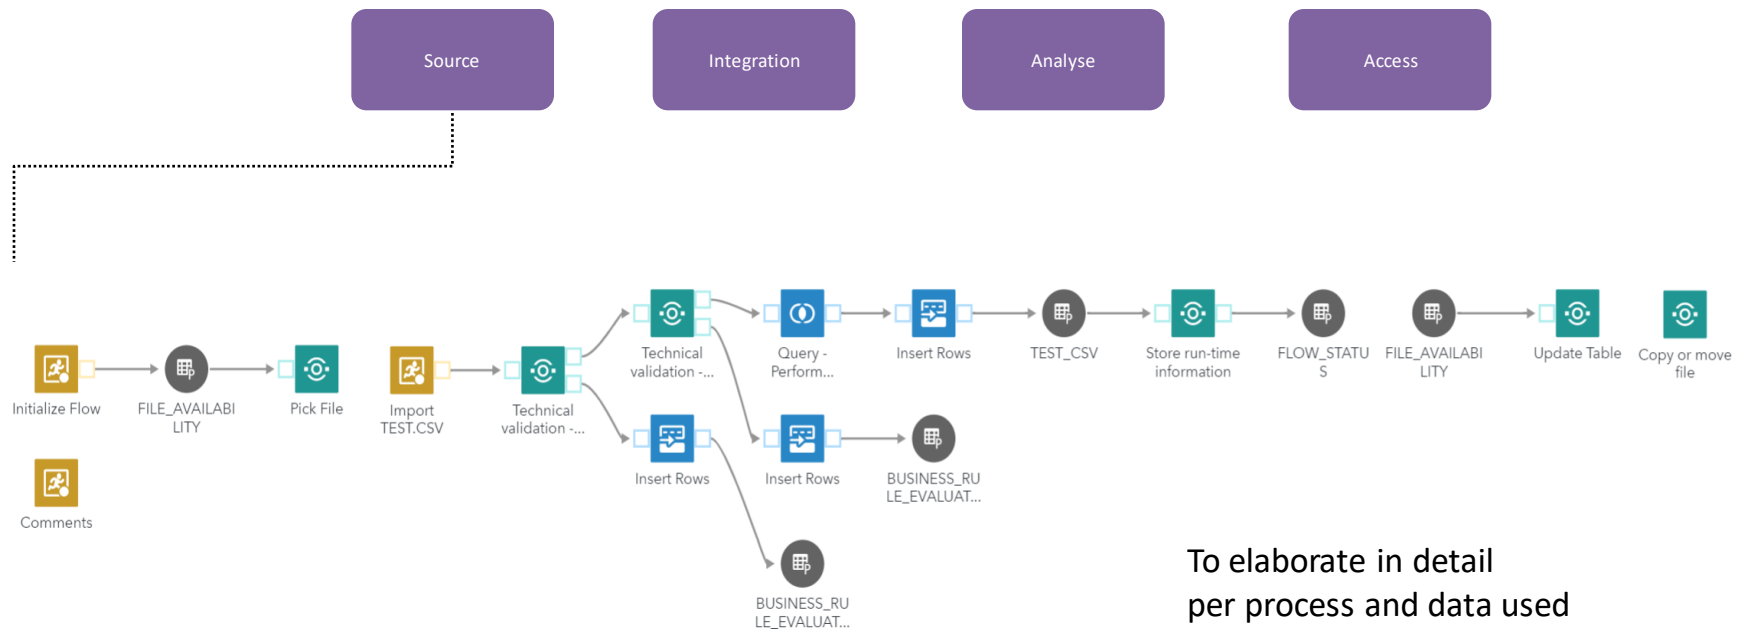 Source
Integration
Analyse
Access
Initialize Flow
FILE_AVAILABI
LITY
Pick File
Import
TEST.CSV
Technical
validation -...
Technical
validation -...
Query -
Perform...
Insert Rows
TEST_CSV
Store run-time
information
FLOW_STATU
S
FILE_AVAILABI
LITY
Update Table
Copy or move
file
Insert Rows
Insert Rows
BUSINESS_RU
LE_EVALUAT...
Comments
BUSINESS_RU
LE_EVALUAT...
To elaborate in detail
per process and data used